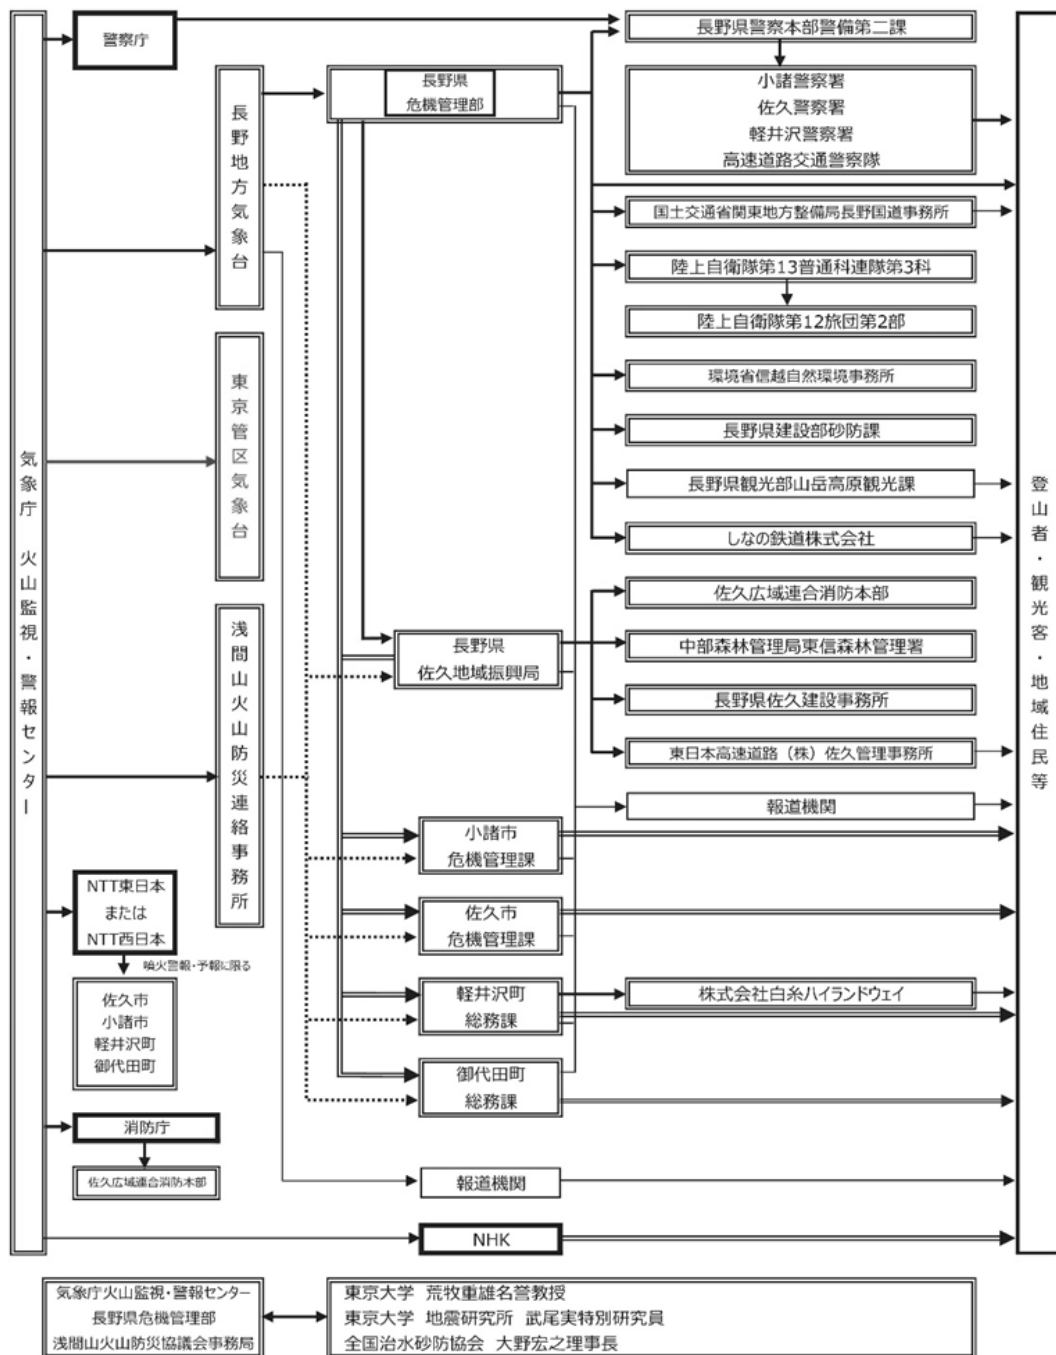 気象庁 火山監視・警報センター
警察庁
長野地方気象台
東京管区気象台
浅間山火山防災連絡事務所
NTT東日本
または
NTT西日本
噴火警報・予報に限る
佐久市
小諸市
軽井沢町
御代田町
消防庁
佐久広域連合消防本部
長野県
危機管理部
長野県
佐久地域振興局
小諸市
危機管理課
佐久市
危機管理課
軽井沢町
総務課
御代田町
総務課
報道機関
NHK
長野県警察本部警備第二課
小諸警察署
佐久警察署
軽井沢警察署
高速道路交通警察隊
国土交通省関東地方整備局長野国道事務所
陸上自衛隊第13普通科連隊第3科
陸上自衛隊第12旅団第2部
環境省信越自然環境事務所
長野県建設部砂防課
長野県観光部山岳高原観光課
しなの鉄道株式会社
佐久広域連合消防本部
中部森林管理局東信森林管理署
長野県佐久建設事務所
東日本高速道路（株）佐久管理事務所
報道機関
株式会社白糸ハイランドウェイ
登山者・観光客・地域住民等
気象庁火山監視・警報センター
長野県危機管理部
浅間山火山防災協議会事務局
東京大学 荒牧重雄名誉教授
東京大学 地震研究所 武尾実特別研究員
全国治水砂防協会 大野宏之理事長